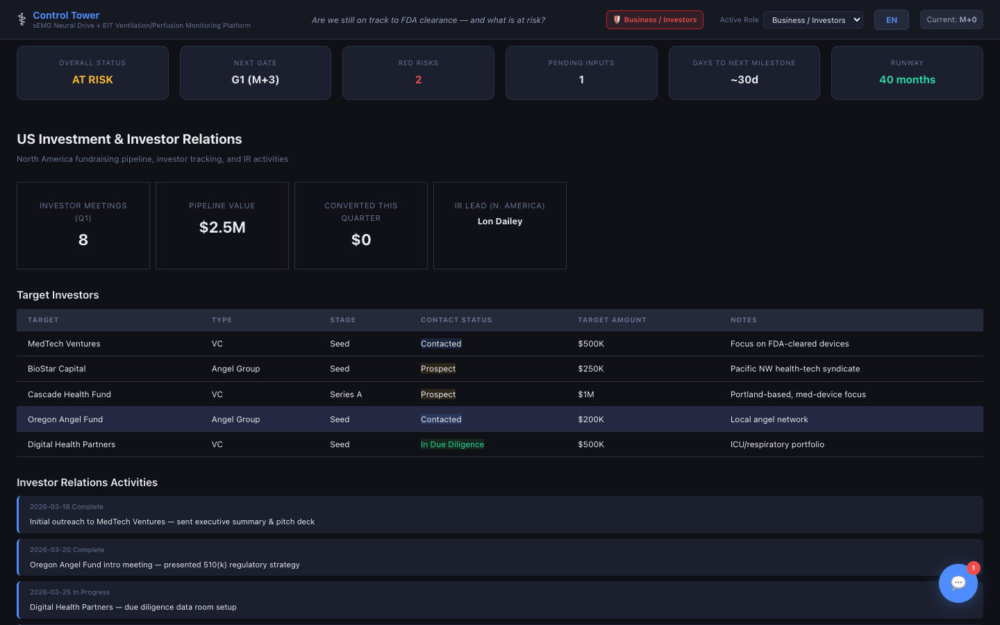 Control Tower
sEMG Neural Drive + EIT Ventilation/Perfusion Monitoring Platform
Are we still on track to FDA clearance — and what is at risk?
Business / Investors
Active Role
Business / Investors
EN
Current: M+0
OVERALL STATUS
AT RISK
NEXT GATE
G1 (M+3)
RED RISKS
2
PENDING INPUTS
1
DAYS TO NEXT MILESTONE
~30d
RUNWAY
40 months
US Investment & Investor Relations
North America fundraising pipeline, investor tracking, and IR activities
INVESTOR MEETINGS
(Q1)
8
PIPELINE VALUE
$2.5M
CONVERTED THIS
QUARTER
$0
IR LEAD (N. AMERICA)
Lon Dailey
Target Investors
TARGET TYPE STAGE CONTACT STATUS TARGET AMOUNT NOTES
MedTech Ventures VC Seed Contacted $500K Focus on FDA-cleared devices
BioStar Capital Angel Group Seed Prospect $250K Pacific NW health-tech syndicate
Cascade Health Fund VC Series A Prospect $1M Portland-based, med-device focus
Oregon Angel Fund Angel Group Seed Contacted $200K Local angel network
Digital Health Partners VC Seed In Due Diligence $500K ICU/respiratory portfolio
Investor Relations Activities
2026-03-18 Complete
Initial outreach to MedTech Ventures — sent executive summary & pitch deck
2026-03-20 Complete
Oregon Angel Fund intro meeting — presented 510(k) regulatory strategy
2026-03-25 In Progress
Digital Health Partners — due diligence data room setup
1